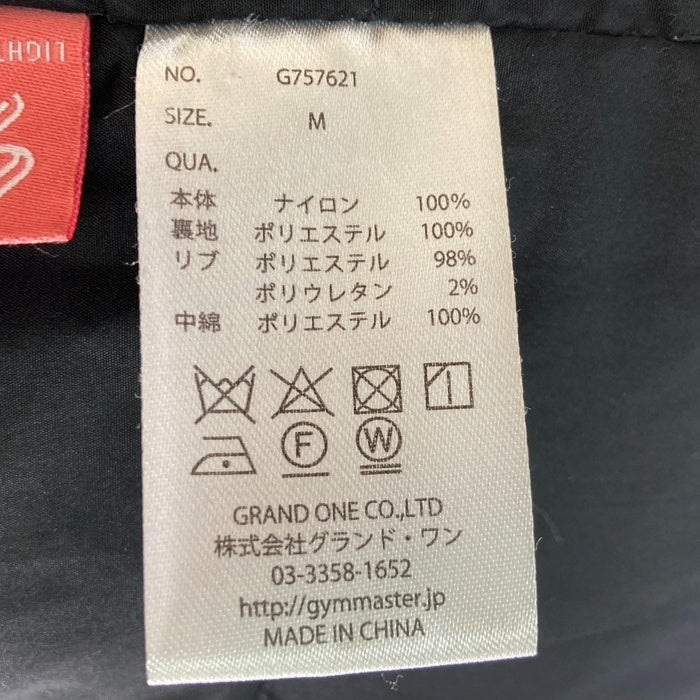 LIGHT
NO. G757621
SIZE. M
QUA.
本体 ナイロン 100%
裏地 ポリエステル 100%
リブ ポリエステル 98%
ポリウレタン 2%
中綿 ポリエステル 100%
F W
GRAND ONE CO.,LTD
株式会社グランド・ワン
03-3358-1652
http://gymmaster.jp
MADE IN CHINA